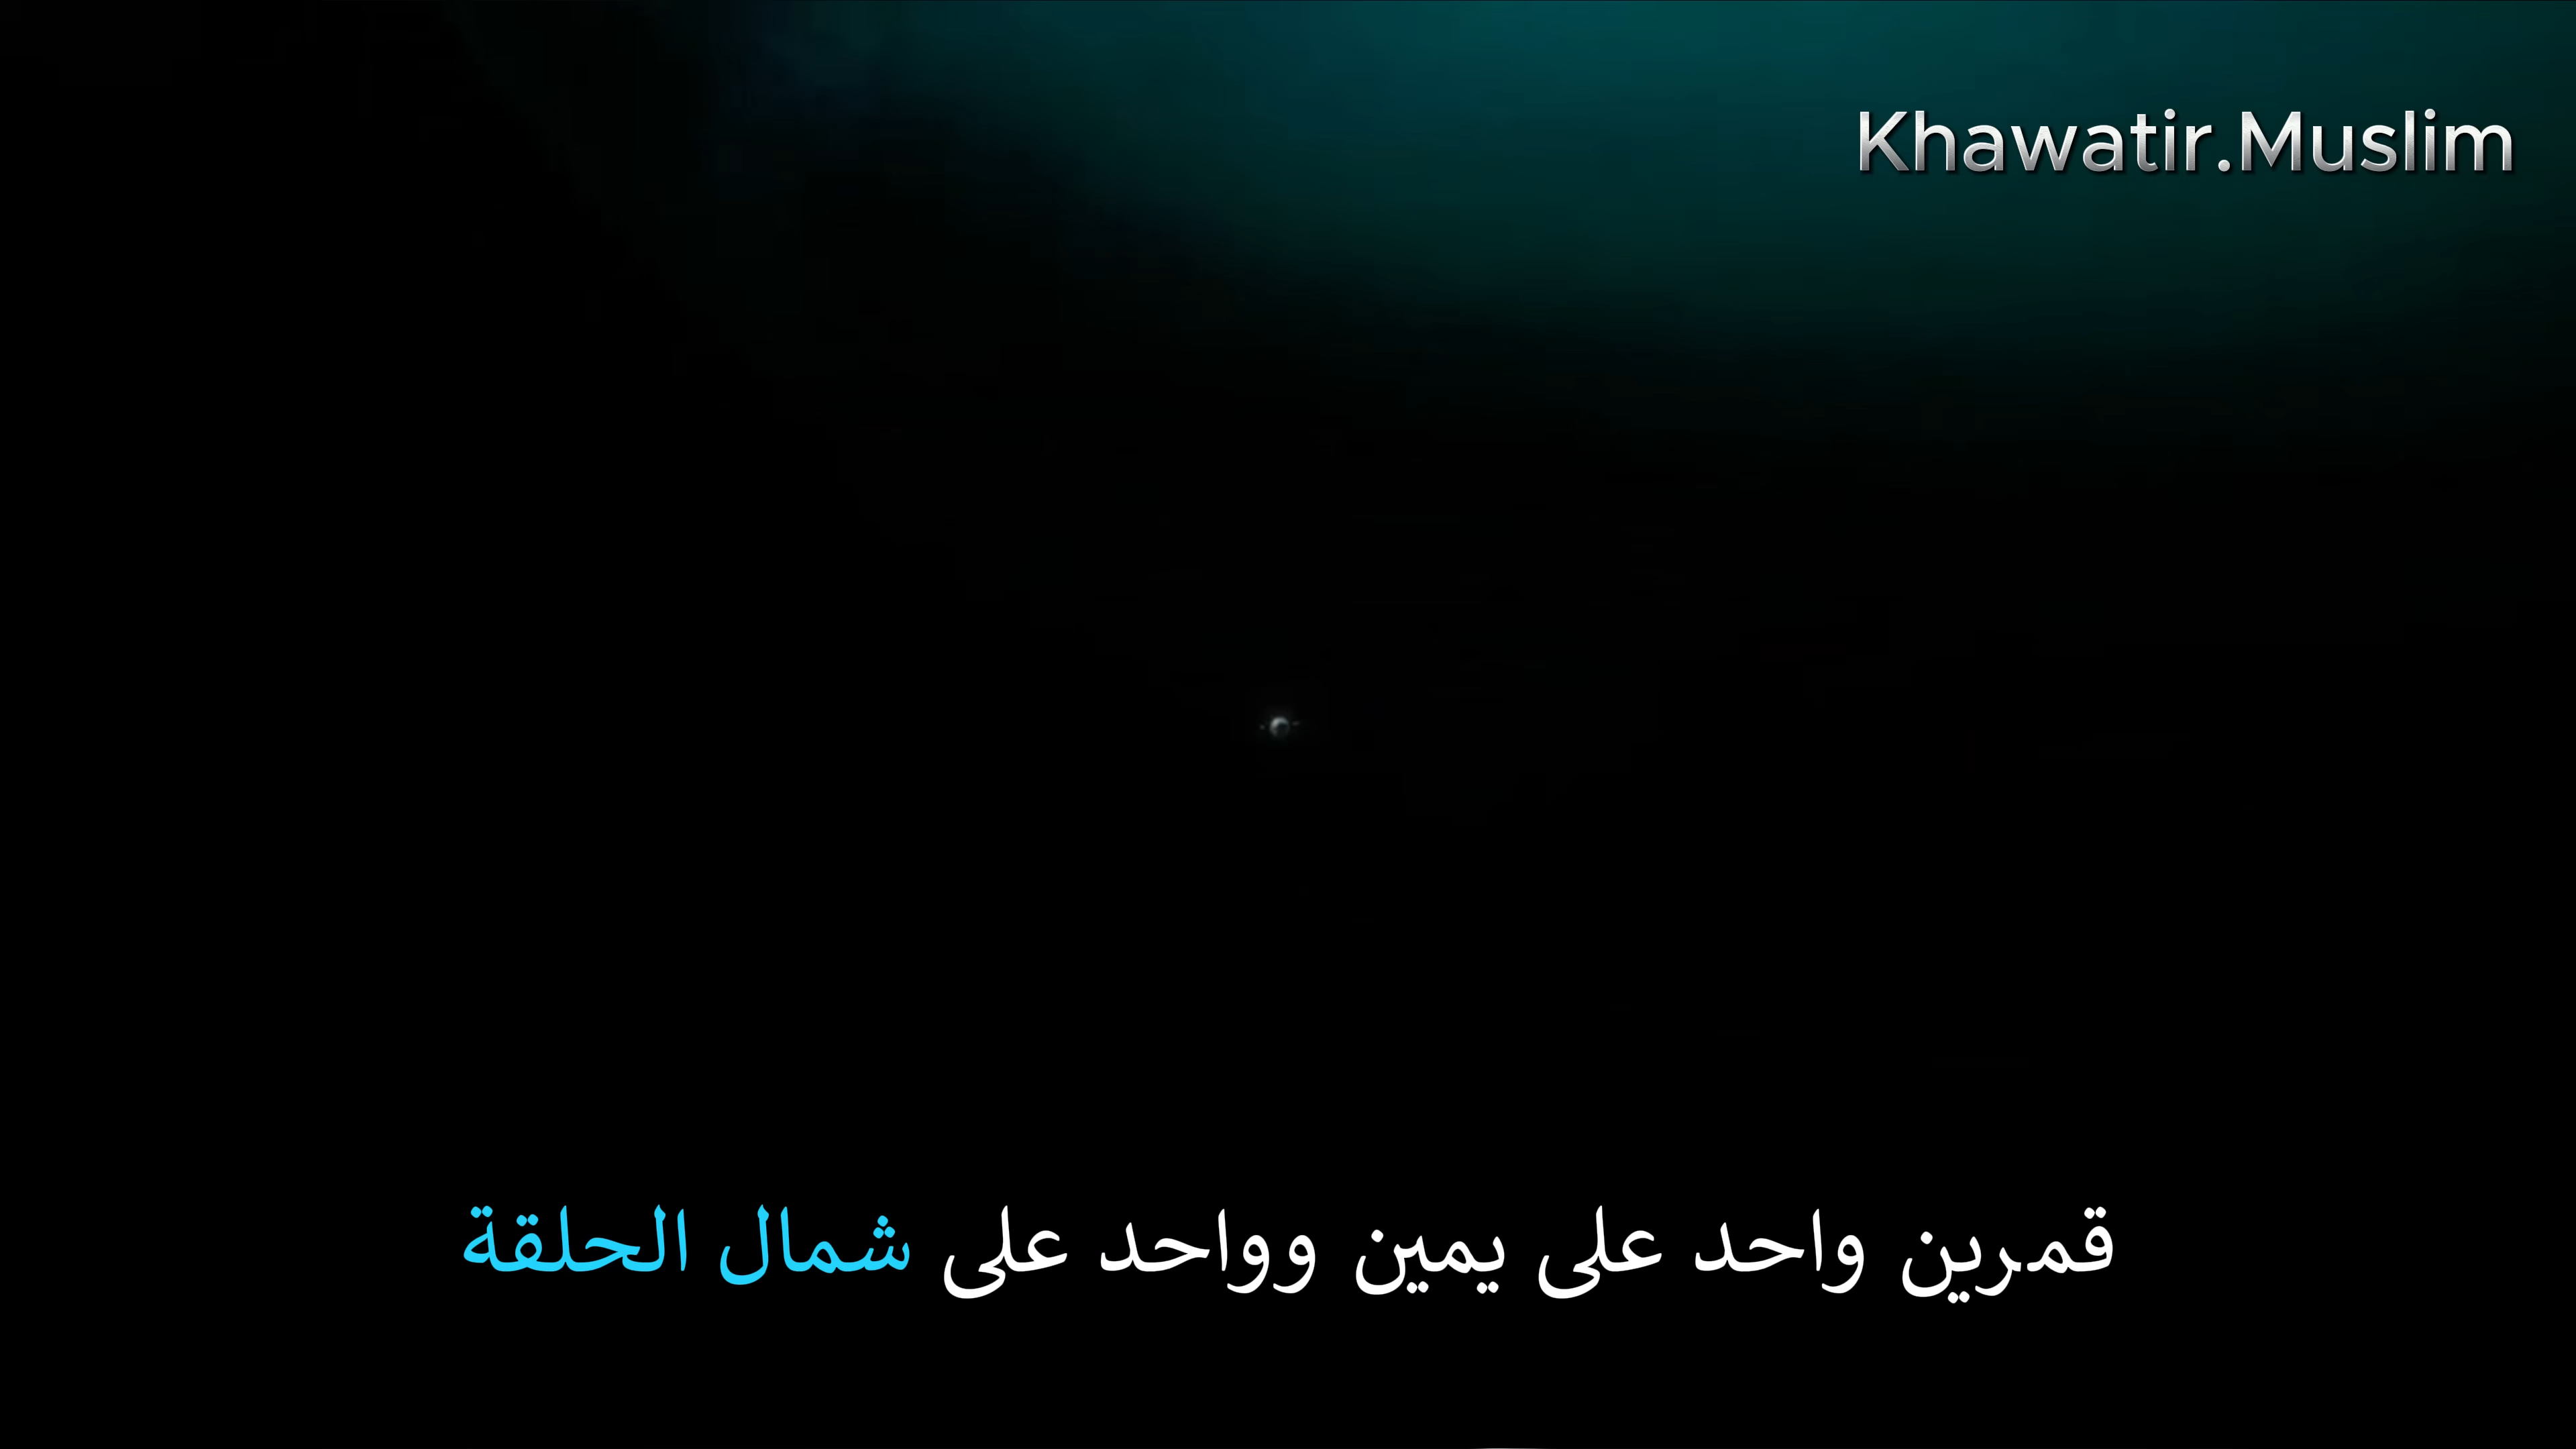 Khawatir.Muslim
قمرين واحد على يمين وواحد على شمال الحلقة